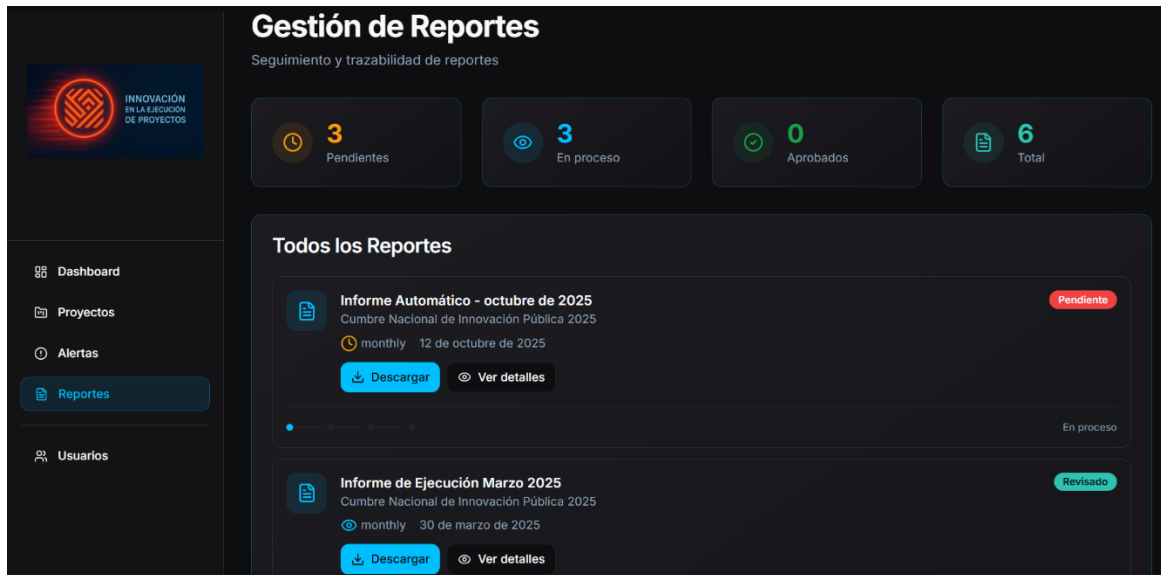 INNOVACIÓN
EN LA EJECUCIÓN
DE PROYECTOS
Dashboard
Proyectos
Alertas
Reportes
Usuarios
Gestión de Reportes
Seguimiento y trazabilidad de reportes
3
Pendientes
3
En proceso
0
Aprobados
6
Total
Todos los Reportes
Informe Automático - octubre de 2025
Pendiente
Cumbre Nacional de Innovación Pública 2025
monthly 12 de octubre de 2025
Descargar Ver detalles
En proceso
Informe de Ejecución Marzo 2025
Revisado
Cumbre Nacional de Innovación Pública 2025
monthly 30 de marzo de 2025
Descargar Ver detalles